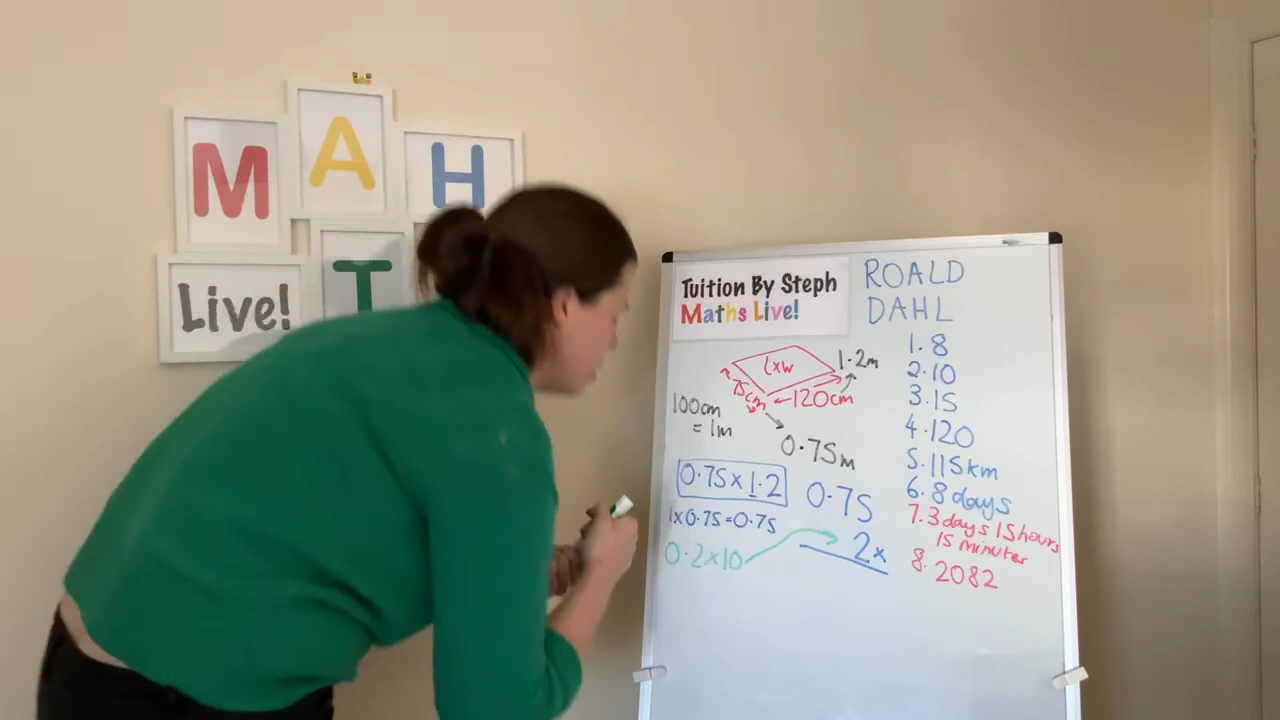 M A H
T
Live!
Tuition By Steph
Maths Live!
ROALD
DAHL
lxw
1.2m
75cm
120cm
100cm
= 1m
0.75m
0.75 x 1.2
1x0.75=0.75
0.2x10
0.75
2x
1. 8
2. 10
3. 15
4. 120
5. 115km
6. 8 days
7. 3 days 15 hours
15 minutes
8. 2082